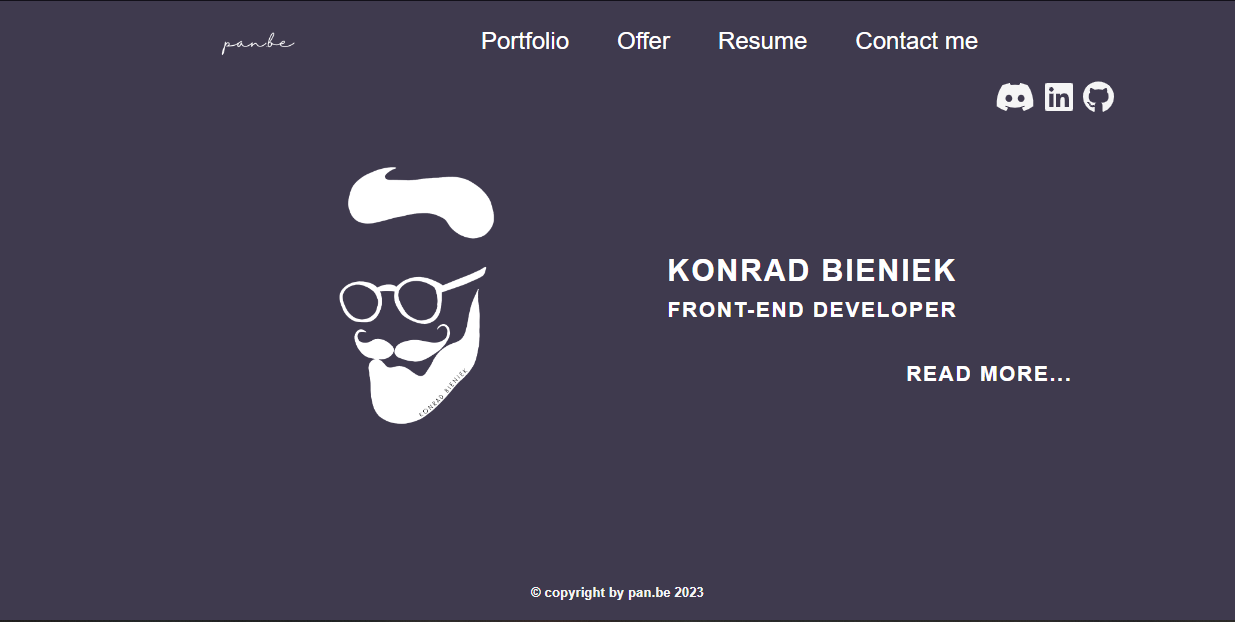 panbe
Portfolio Offer Resume Contact me
in
KONRAD BIENIEK
FRONT-END DEVELOPER
KONRAD BIENIEK
READ MORE...
© copyright by pan.be 2023